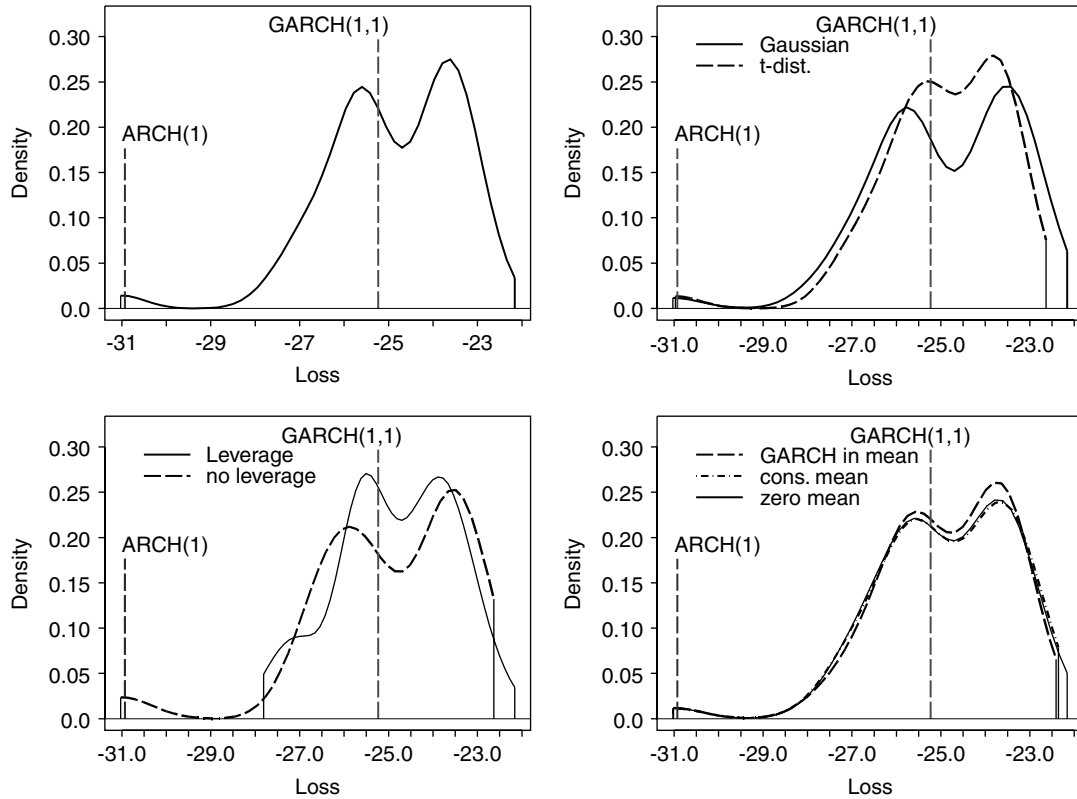 GARCH(1,1)
0.30
0.25
0.20
ARCH(1)
0.15
0.10
0.05
0.0
Density
-31 -29 -27 -25 -23
Loss
GARCH(1,1)
Gaussian
t-dist.
0.30
0.25
0.20
ARCH(1)
0.15
0.10
0.05
0.0
Density
-31.0 -29.0 -27.0 -25.0 -23.0
Loss
GARCH(1,1)
Leverage
no leverage
0.30
0.25
0.20
ARCH(1)
0.15
0.10
0.05
0.0
Density
-31.0 -29.0 -27.0 -25.0 -23.0
Loss
GARCH(1,1)
GARCH in mean
cons. mean
zero mean
0.30
0.25
0.20
ARCH(1)
0.15
0.10
0.05
0.0
Density
-31.0 -29.0 -27.0 -25.0 -23.0
Loss